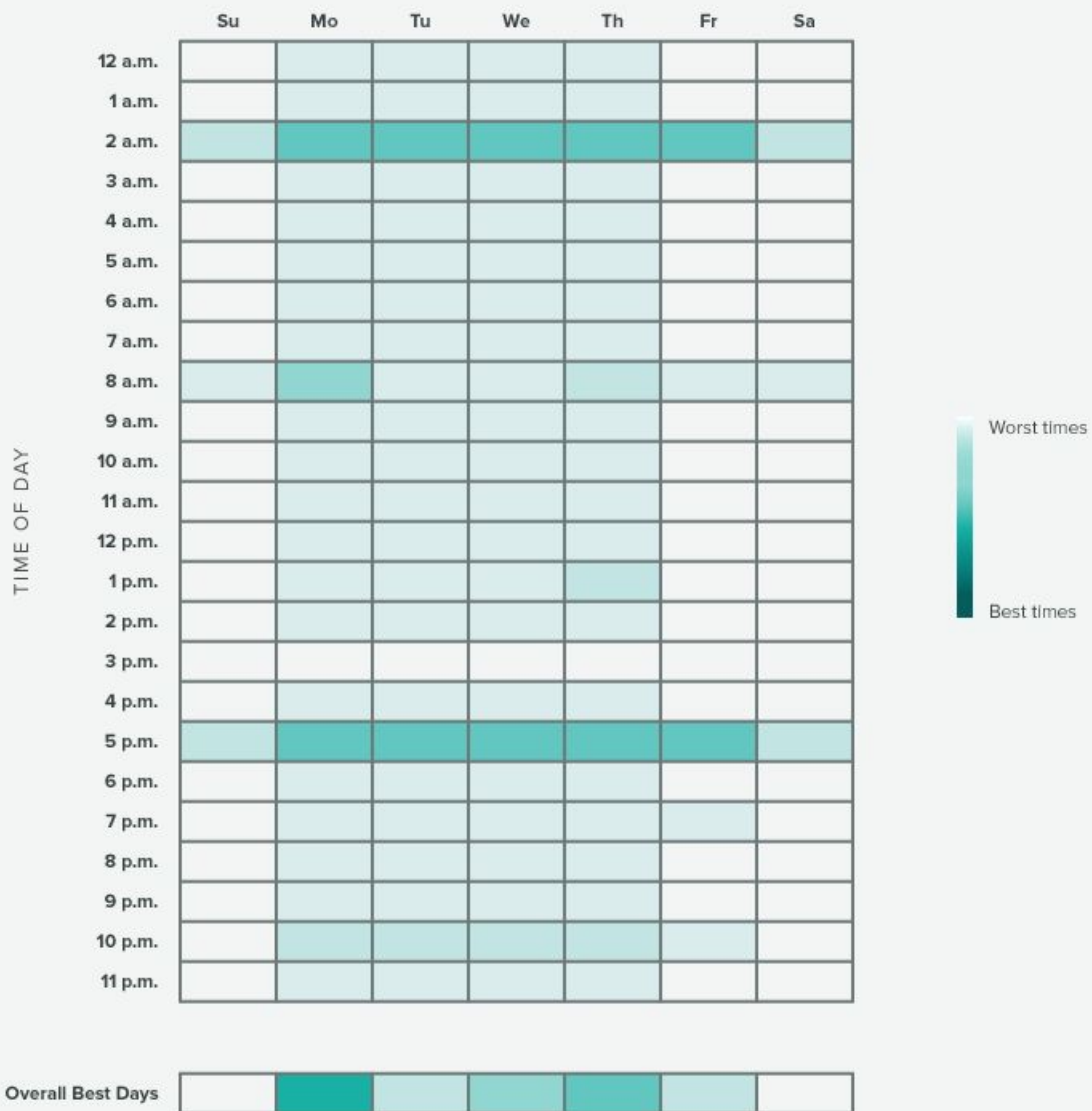 Su Mo Tu We Th Fr Sa
12 a.m.
1 a.m.
2 a.m.
3 a.m.
4 a.m.
5 a.m.
6 a.m.
7 a.m.
8 a.m.
9 a.m.
10 a.m.
11 a.m.
12 p.m.
1 p.m.
2 p.m.
3 p.m.
4 p.m.
5 p.m.
6 p.m.
7 p.m.
8 p.m.
9 p.m.
10 p.m.
11 p.m.
TIME OF DAY
Worst times
Best times
Overall Best Days